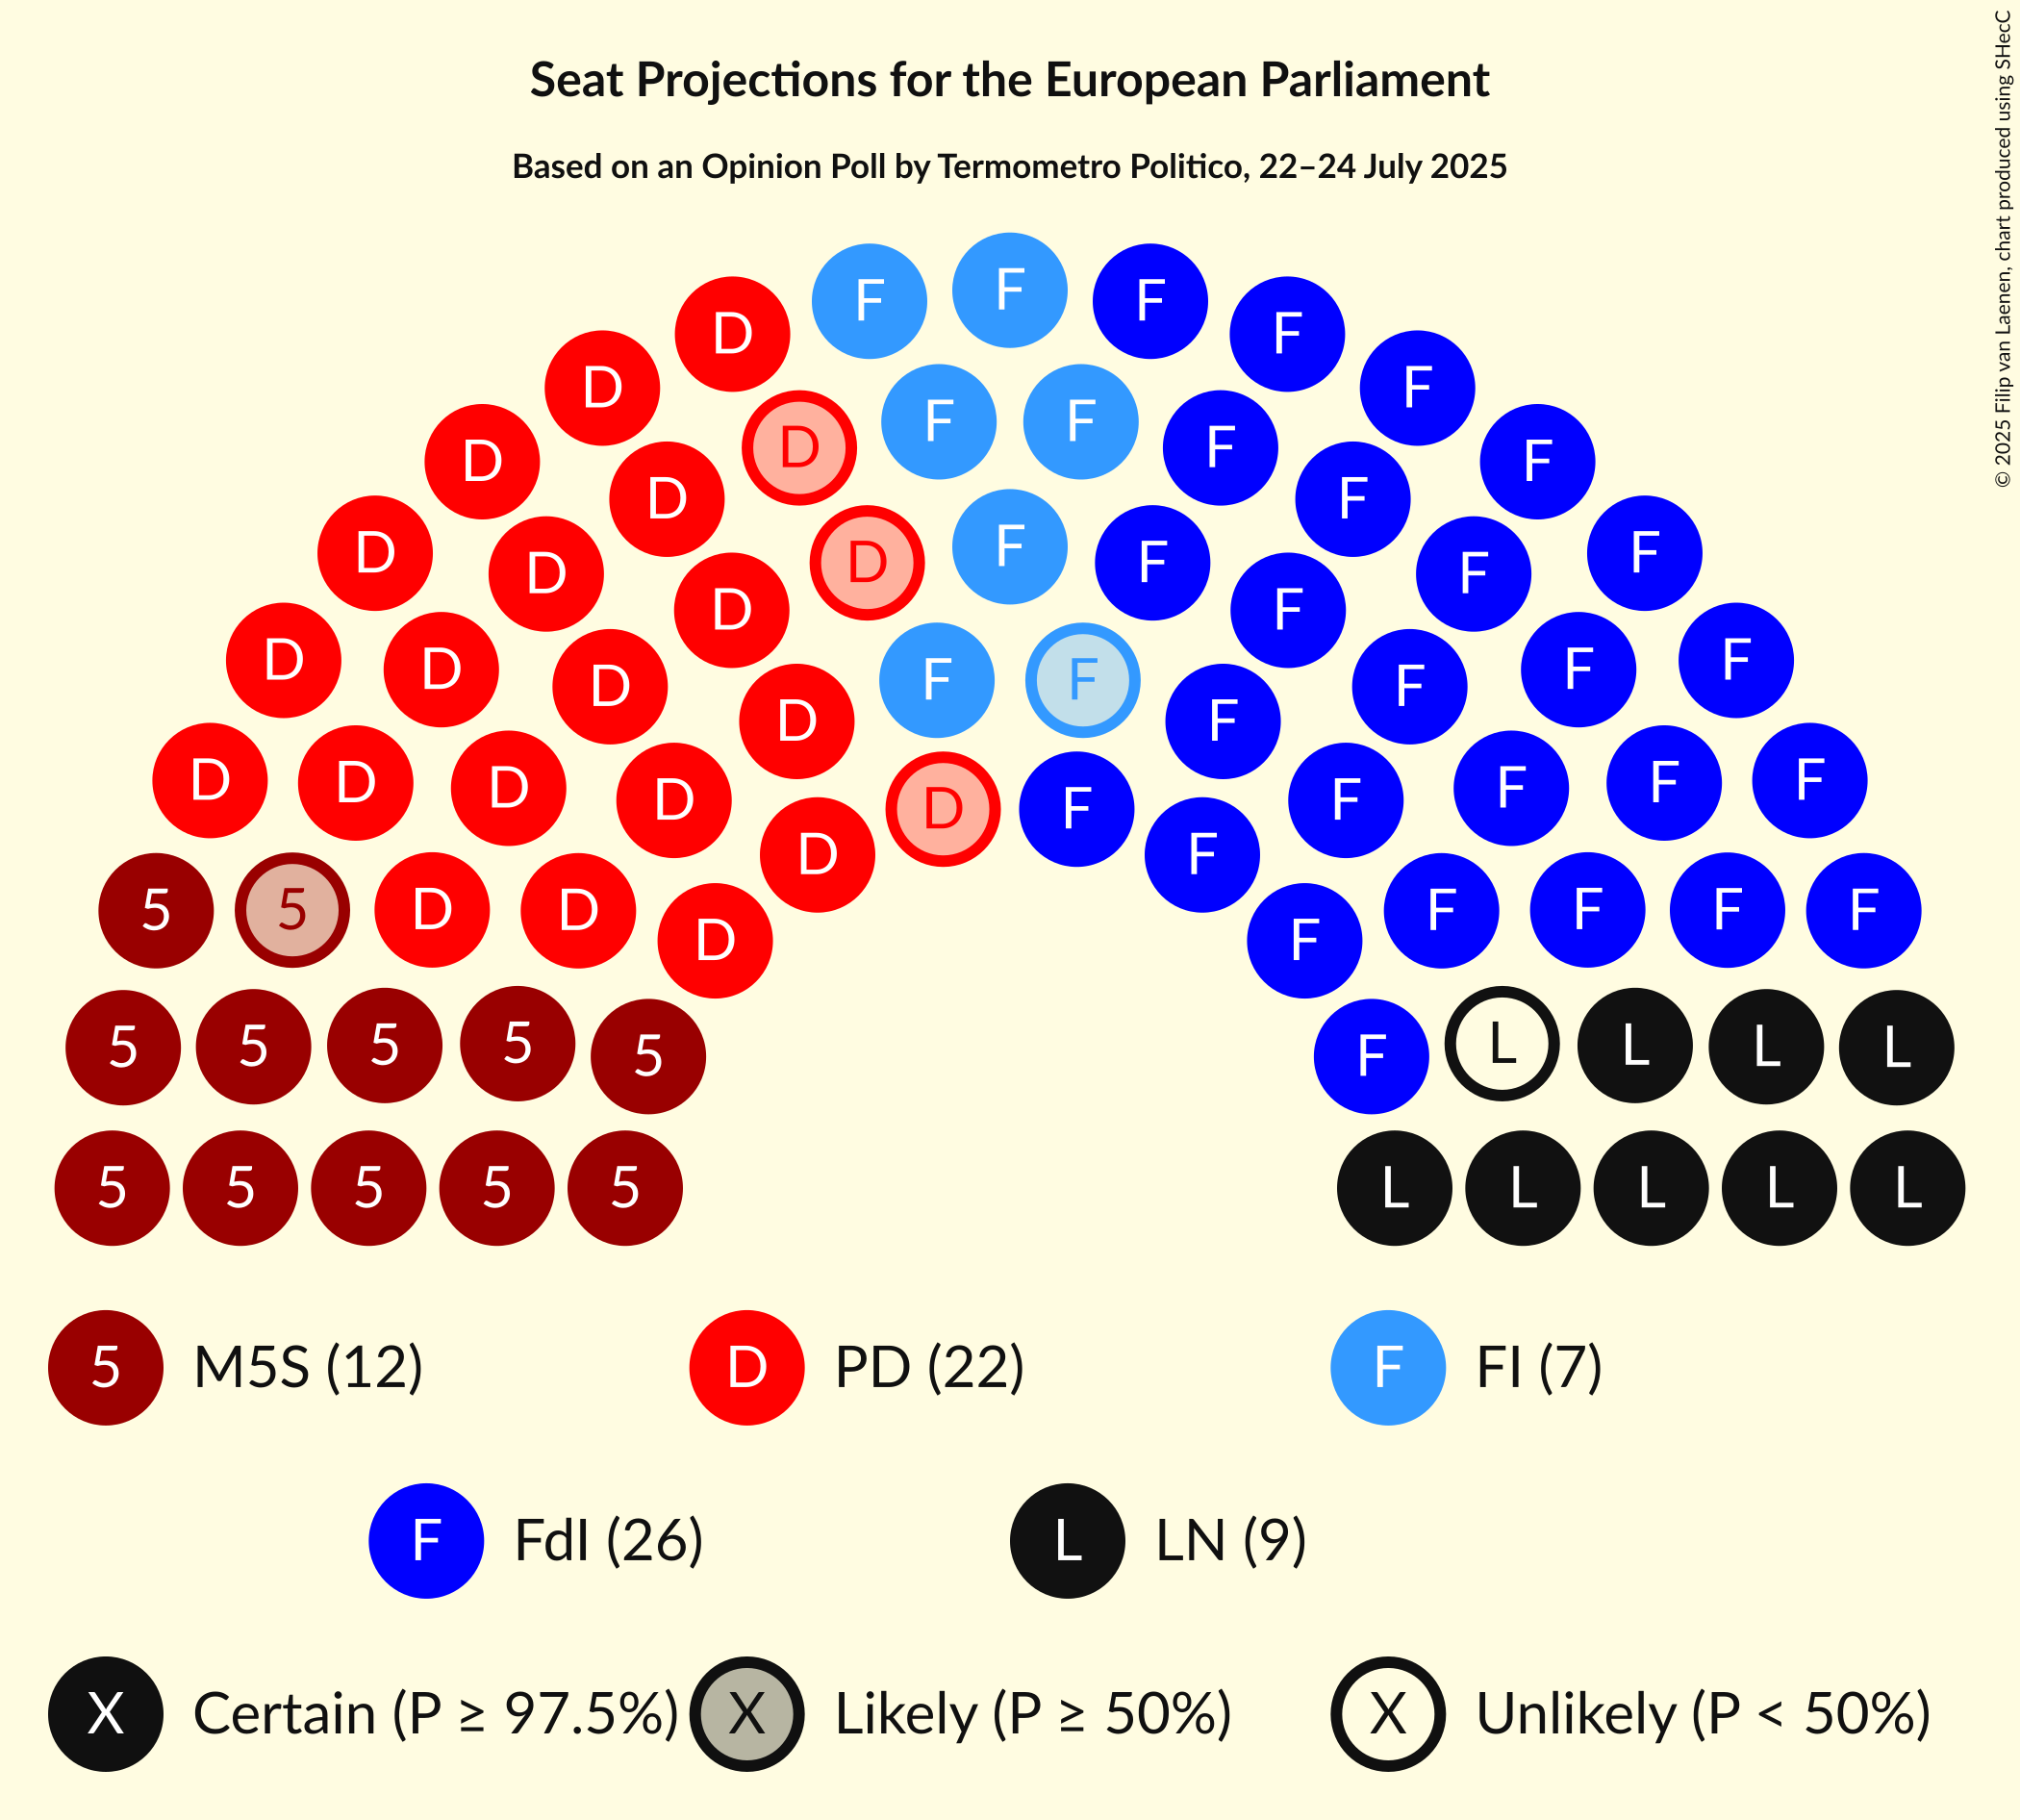 Seat Projections for the European Parliament
Based on an Opinion Poll by Termometro Politico, 22–24 July 2025
© 2025 Filip van Laenen, chart produced using SHecC
F F F
D F
D F
F F
D F
D F
D F
F
D F
D F
D F
D F
D F
D F
F F
D F
D F
D F
D F
D F
D F
D F
D F
5 5 D D F F F F
D F
5 5 5 5 5 F L L L L
5 5 5 5 5 L L L L L
5 M5S (12) D PD (22) F FI (7)
F FdI (26) L LN (9)
X Certain (P ≥ 97.5%) X Likely (P ≥ 50%) X Unlikely (P < 50%)